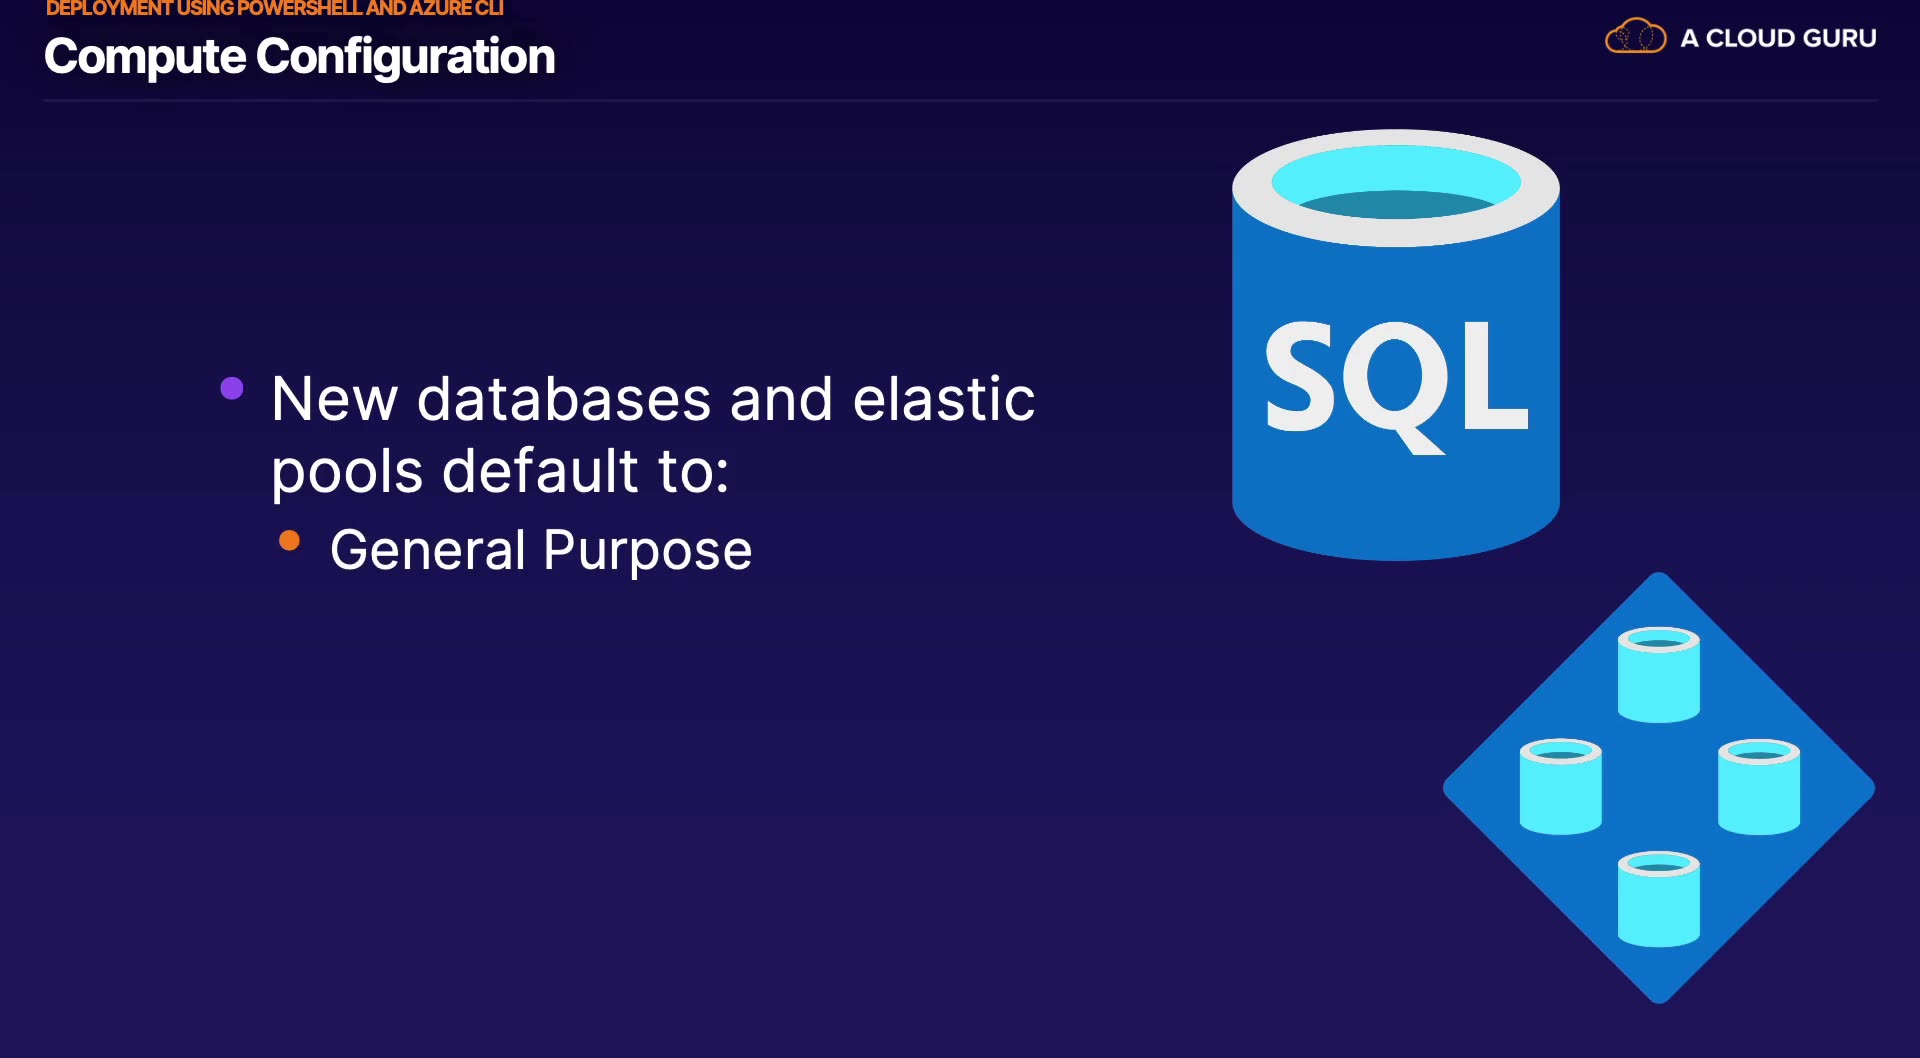 DEPLOYMENT USING POWERSHELL AND AZURE CLI
Compute Configuration
A CLOUD GURU
New databases and elastic
pools default to:
General Purpose
SQL